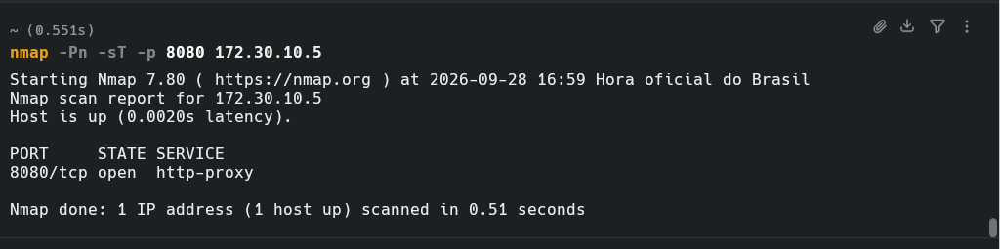 ~ (0.551s)
nmap -Pn -sT -p 8080 172.30.10.5
Starting Nmap 7.80 ( https://nmap.org ) at 2026-09-28 16:59 Hora oficial do Brasil
Nmap scan report for 172.30.10.5
Host is up (0.0020s latency).
PORT     STATE SERVICE
8080/tcp open  http-proxy
Nmap done: 1 IP address (1 host up) scanned in 0.51 seconds